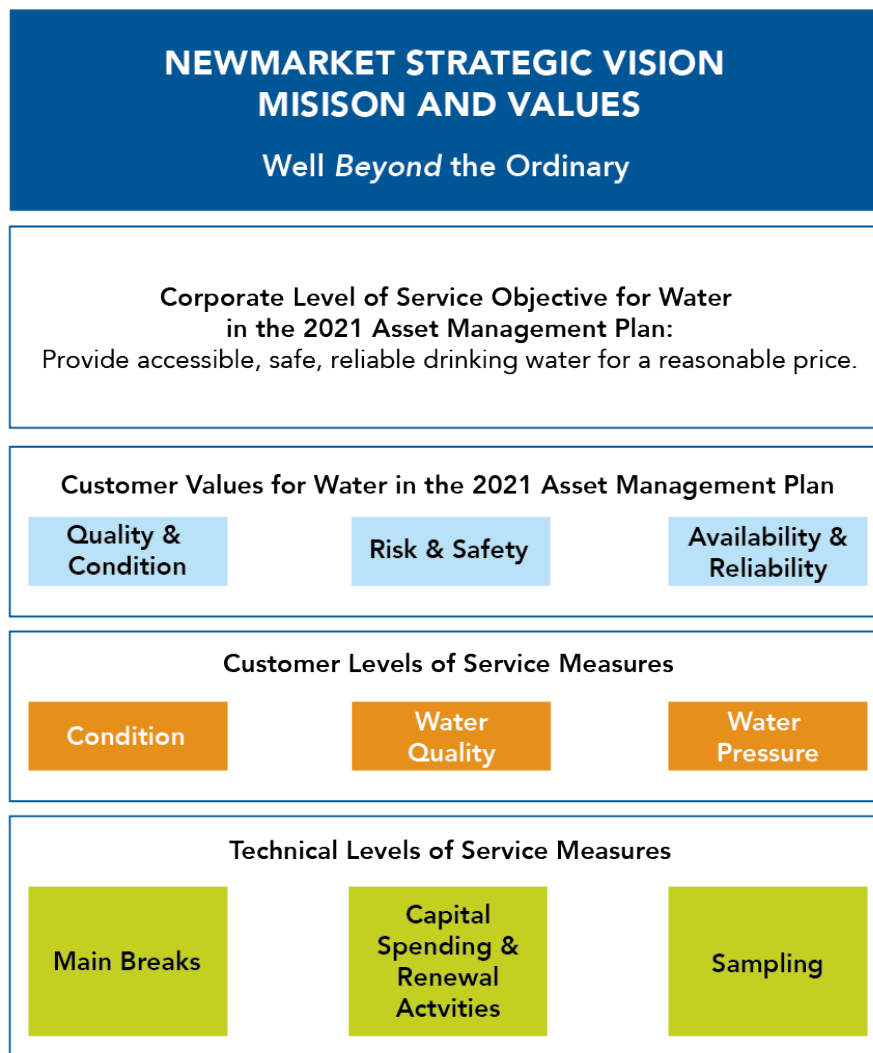 NEWMARKET STRATEGIC VISION
MISISON AND VALUES
Well Beyond the Ordinary
Corporate Level of Service Objective for Water
in the 2021 Asset Management Plan:
Provide accessible, safe, reliable drinking water for a reasonable price.
Customer Values for Water in the 2021 Asset Management Plan
Quality &
Condition
Risk & Safety
Availability &
Reliability
Customer Levels of Service Measures
Condition
Water
Quality
Water
Pressure
Technical Levels of Service Measures
Main Breaks
Capital
Spending &
Renewal
Actvities
Sampling